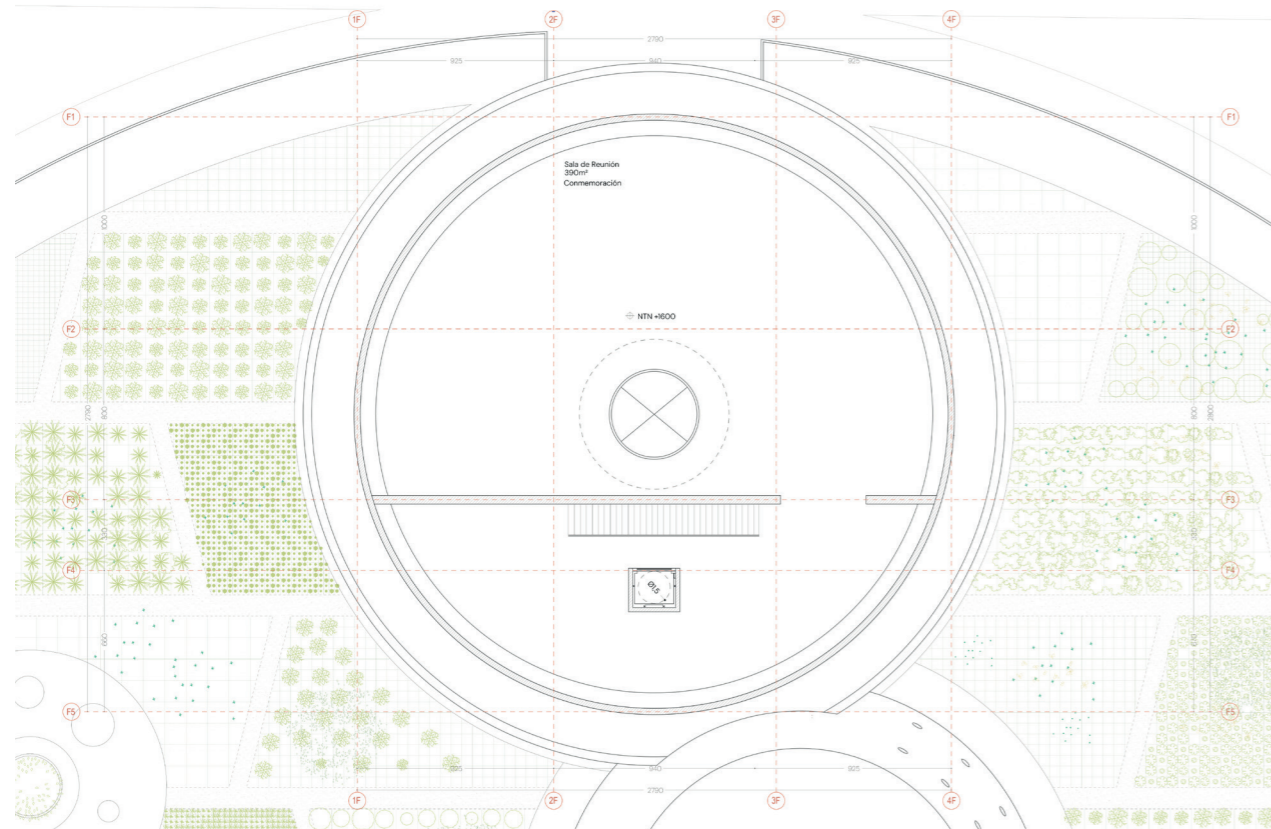 1F 2F 3F 4F
2790
925 940 925
F1 F1
Sala de Reunión
390m²
Conmemoración
1000 1000
NTN +1600
F2 F2
2790 800 800 2800
F3 F3
F4 F4
Ø1.5
660
F5 F5
940 925
2790
1F 2F 3F 4F